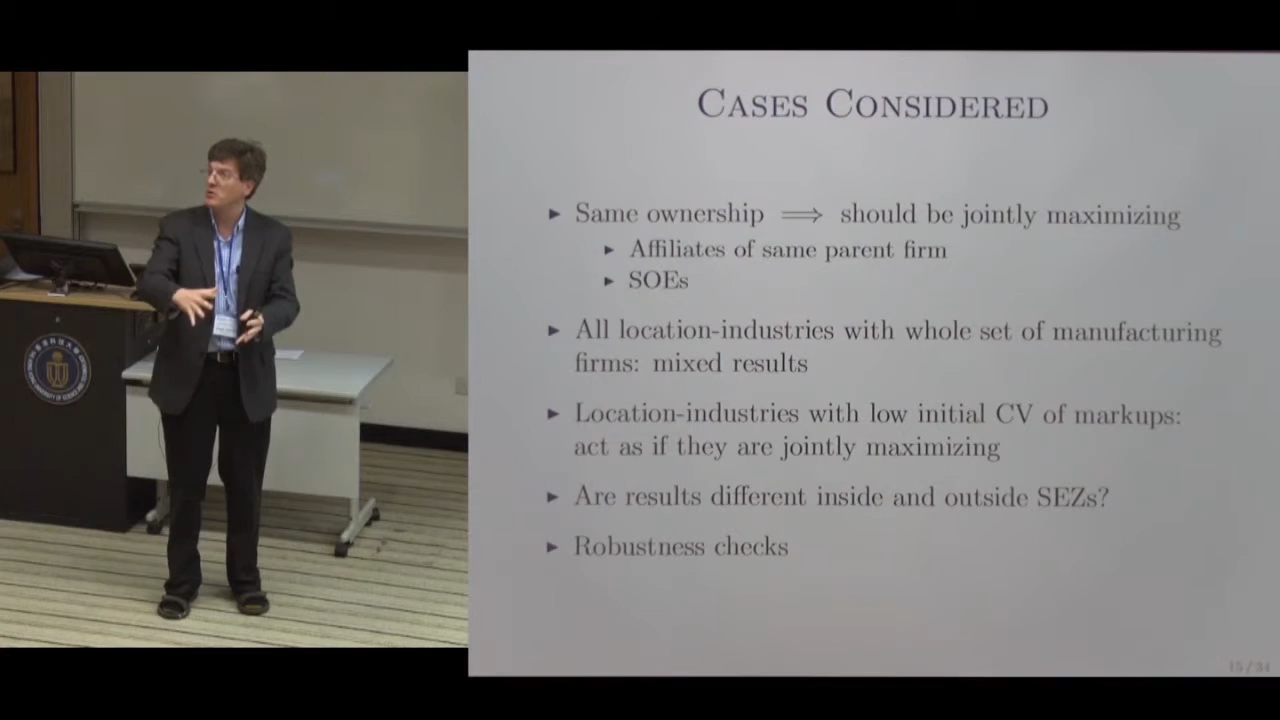 CASES CONSIDERED
▶ Same ownership ⟹ should be jointly maximizing
▶ Affiliates of same parent firm
▶ SOEs
▶ All location-industries with whole set of manufacturing
firms: mixed results
▶ Location-industries with low initial CV of markups:
act as if they are jointly maximizing
▶ Are results different inside and outside SEZs?
▶ Robustness checks
15 / 34